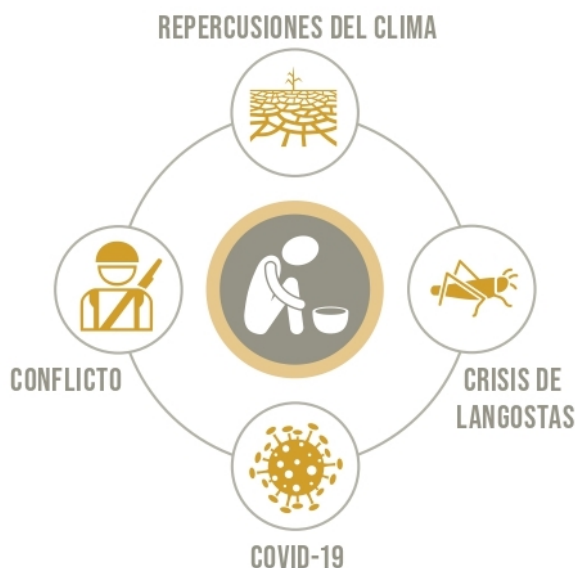 REPERCUSIONES DEL CLIMA
CONFLICTO
CRISIS DE
LANGOSTAS
COVID-19